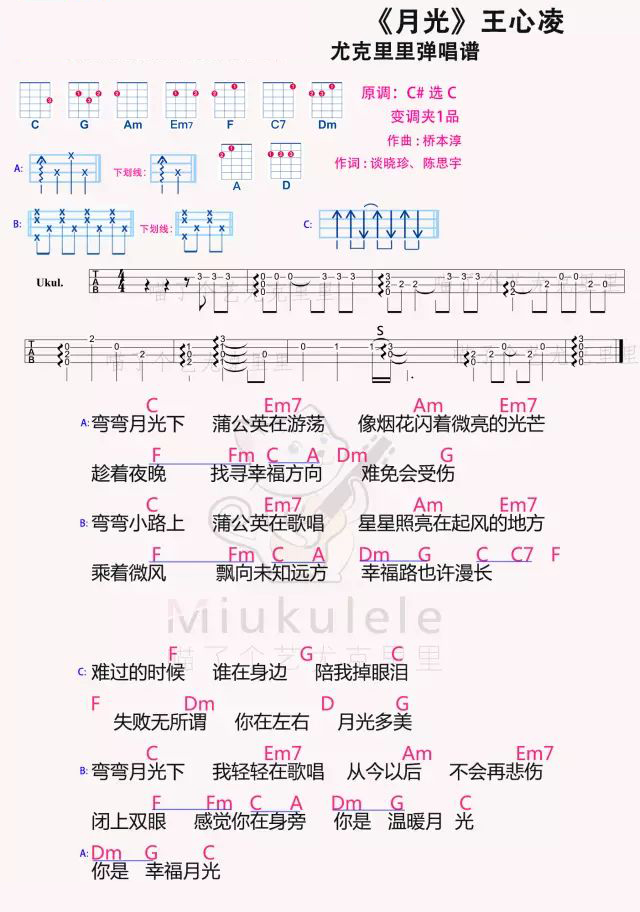 《月光》王心凌
尤克里里弹唱谱
原调：C# 选 C
变调夹1品
作曲：桥本淳
作词：谈晓珍、陈思宇
C G Am Em7 F C7 Dm
A: 下划线: A D
B: 下划线: C:
Ukul.
S
C Em7 Am Em7
A: 弯弯月光下 蒲公英在游荡 像烟花闪着微亮的光芒
F Fm C A Dm G
趁着夜晚 找寻幸福方向 难免会受伤
C Em7 Am Em7
B: 弯弯小路上 蒲公英在歌唱 星星照亮在起风的地方
F Fm C A Dm G C C7 F
乘着微风 飘向未知远方 幸福路也许漫长
Miukulele
喵了个艺尤克里里
F G C
C: 难过的时候 谁在身边 陪我掉眼泪
F Dm D G
失败无所谓 你在左右 月光多美
C Em7 Am Em7
B: 弯弯月光下 我轻轻在歌唱 从今以后 不会再悲伤
F Fm C A Dm G C
闭上双眼 感觉你在身旁 你是 温暖月 光
Dm G C
A: 你是 幸福月光